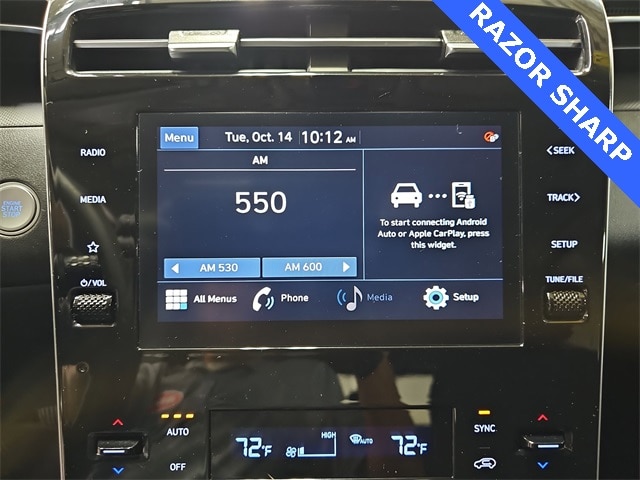 RAZOR SHARP
Menu Tue, Oct. 14 10:12 AM
AM
550
AM 530 AM 600
To start connecting Android
Auto or Apple CarPlay, press
this widget.
All Menus Phone Media Setup
RADIO
MEDIA
/VOL
SEEK
TRACK
SETUP
TUNE/FILE
ENGINE
START
STOP
AUTO
OFF
72°F HIGH AUTO 72°F
SYNC